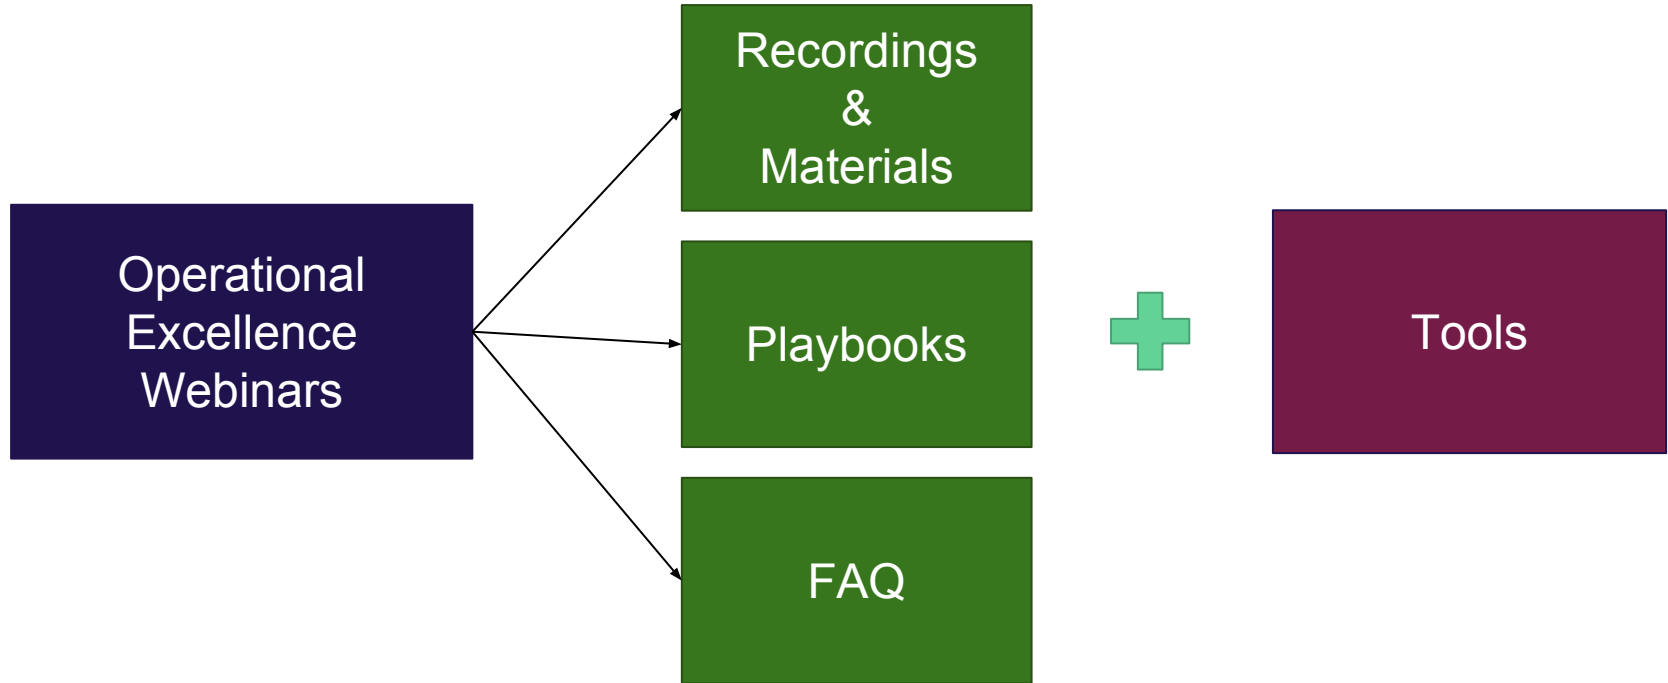 Operational
Excellence
Webinars
Recordings
&
Materials
Playbooks
FAQ
Tools